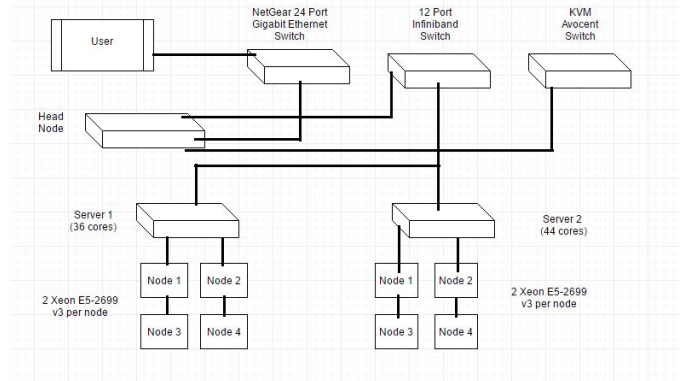 User
NetGear 24 Port
Gigabit Ethernet
Switch
12 Port
Infiniband
Switch
KVM
Avocent
Switch
Head
Node
Server 1
(36 cores)
Server 2
(44 cores)
Node 1
Node 2
Node 1
Node 2
2 Xeon E5-2699
v3 per node
2 Xeon E5-2699
v3 per node
Node 3
Node 4
Node 3
Node 4